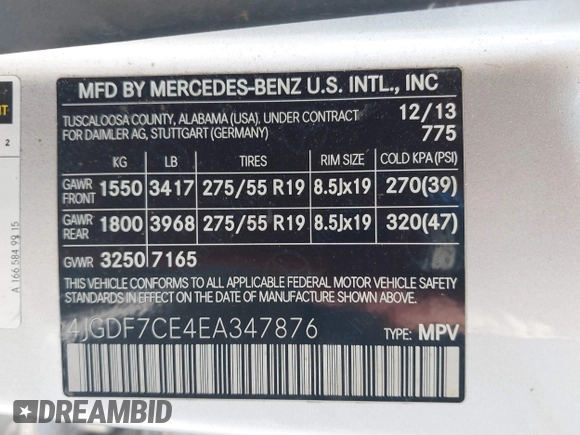 MFD BY MERCEDES-BENZ U.S. INTL., INC
TUSCALOOSA COUNTY, ALABAMA (USA), UNDER CONTRACT 12/13
FOR DAIMLER AG, STUTTGART (GERMANY) 775
KG LB TIRES RIM SIZE COLD KPA (PSI)
GAWR FRONT 1550 3417 275/55 R19 8.5Jx19 270(39)
GAWR REAR 1800 3968 275/55 R19 8.5Jx19 320(47)
GVWR 3250 7165
THIS VEHICLE CONFORMS TO ALL APPLICABLE FEDERAL MOTOR VEHICLE SAFETY
STANDARDS IN EFFECT ON THE DATE OF MANUFACTURE SHOWN ABOVE.
4JGDF7CE4EA347876 TYPE: MPV
A 166 584 99 15
2
DREAMBID